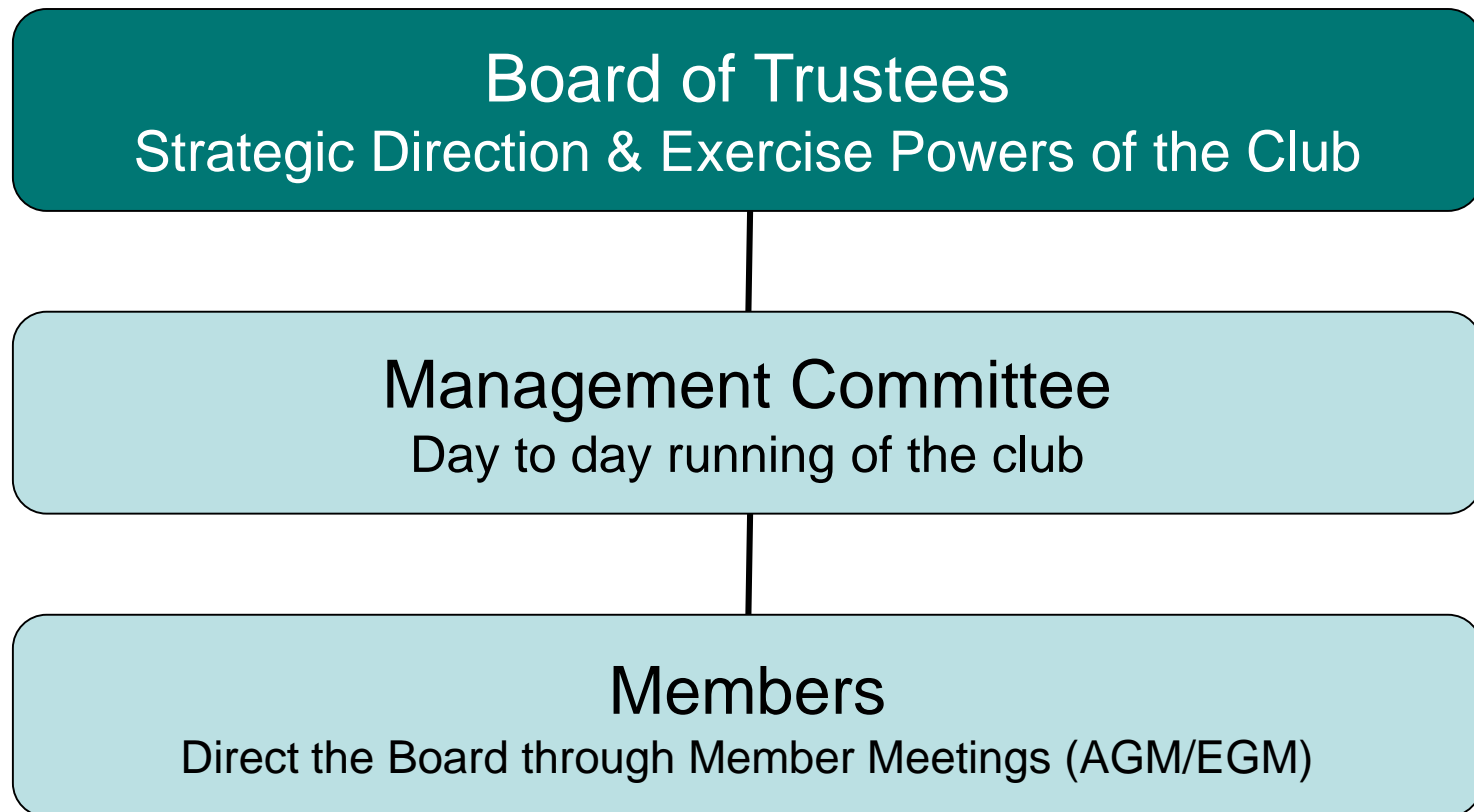 Board of Trustees
Strategic Direction & Exercise Powers of the Club
Management Committee
Day to day running of the club
Members
Direct the Board through Member Meetings (AGM/EGM)